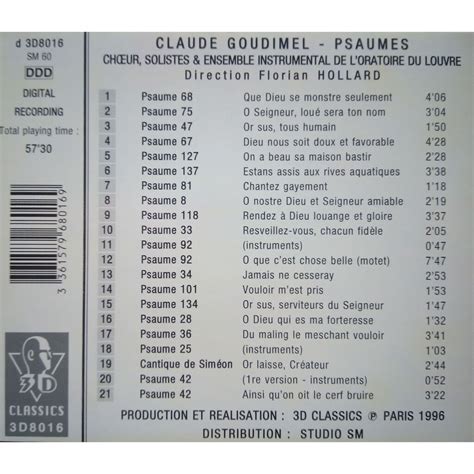 d 3D8016
SM 60
DDD
DIGITAL
RECORDING
Total playing time :
57'30
3 361579 680169
3D
CLASSICS
3D8016
CLAUDE GOUDIMEL - PSAUMES
CHŒUR, SOLISTES & ENSEMBLE INSTRUMENTAL DE L'ORATOIRE DU LOUVRE
Direction Florian HOLLARD
1 Psaume 68 Que Dieu se monstre seulement 4'06
2 Psaume 75 O Seigneur, loué sera ton nom 3'04
3 Psaume 47 Or sus, tous humain 1'50
4 Psaume 67 Dieu nous soit doux et favorable 4'28
5 Psaume 127 On a beau sa maison bastir 2'28
6 Psaume 137 Estans assis aux rives aquatiques 3'38
7 Psaume 81 Chantez gayement 1'18
8 Psaume 8 O nostre Dieu et Seigneur amiable 2'19
9 Psaume 118 Rendez à Dieu louange et gloire 3'37
10 Psaume 33 Resveillez-vous, chacun fidèle 2'05
11 Psaume 92 (instruments) 0'47
12 Psaume 92 O que c'est chose belle (motet) 7'47
13 Psaume 34 Jamais ne cesseray 2'53
14 Psaume 101 Vouloir m'est pris 1'53
15 Psaume 134 Or sus, serviteurs du Seigneur 1'47
16 Psaume 28 O Dieu qui es ma forteresse 1'32
17 Psaume 36 Du maling le meschant vouloir 3'41
18 Psaume 25 (instruments) 1'03
19 Cantique de Siméon Or laisse, Créateur 2'44
20 Psaume 42 (1re version - instruments) 0'52
21 Psaume 42 Ainsi qu'on oit le cerf bruire 3'22
PRODUCTION ET REALISATION : 3D CLASSICS ℗ PARIS 1996
DISTRIBUTION : STUDIO SM